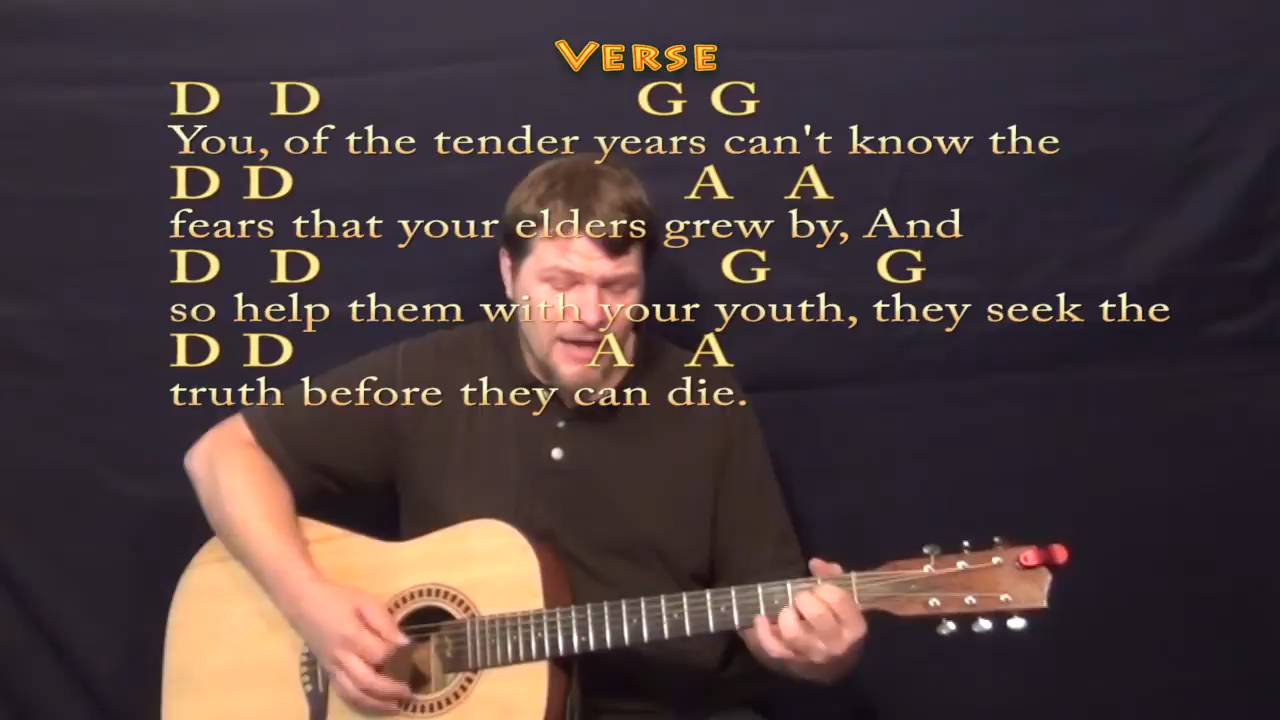 VERSE
D D G G
You, of the tender years can't know the
D D A A
fears that your elders grew by, And
D D G G
so help them with your youth, they seek the
D D A A
truth before they can die.